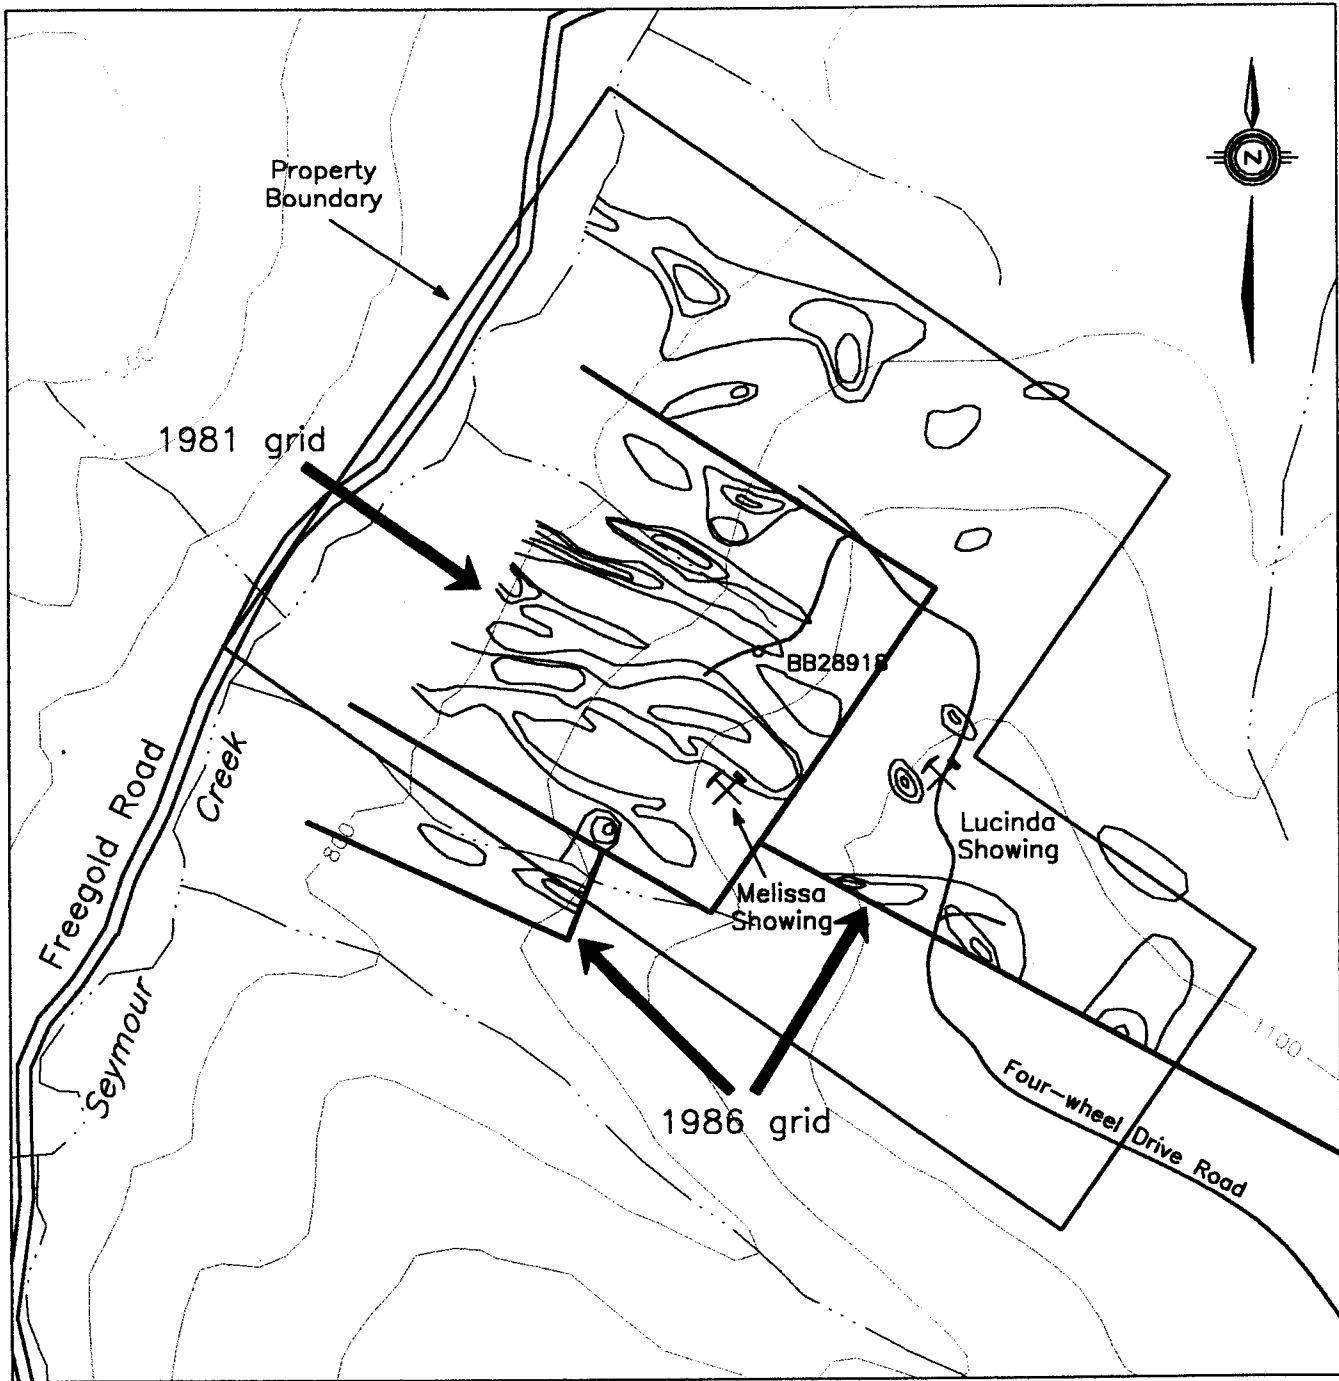 N
Property
Boundary
1981 grid
BB28918
Freegold Road
Creek
Seymour
800
Lucinda
Showing
Melissa
Showing
1986 grid
1100
Four-wheel Drive Road